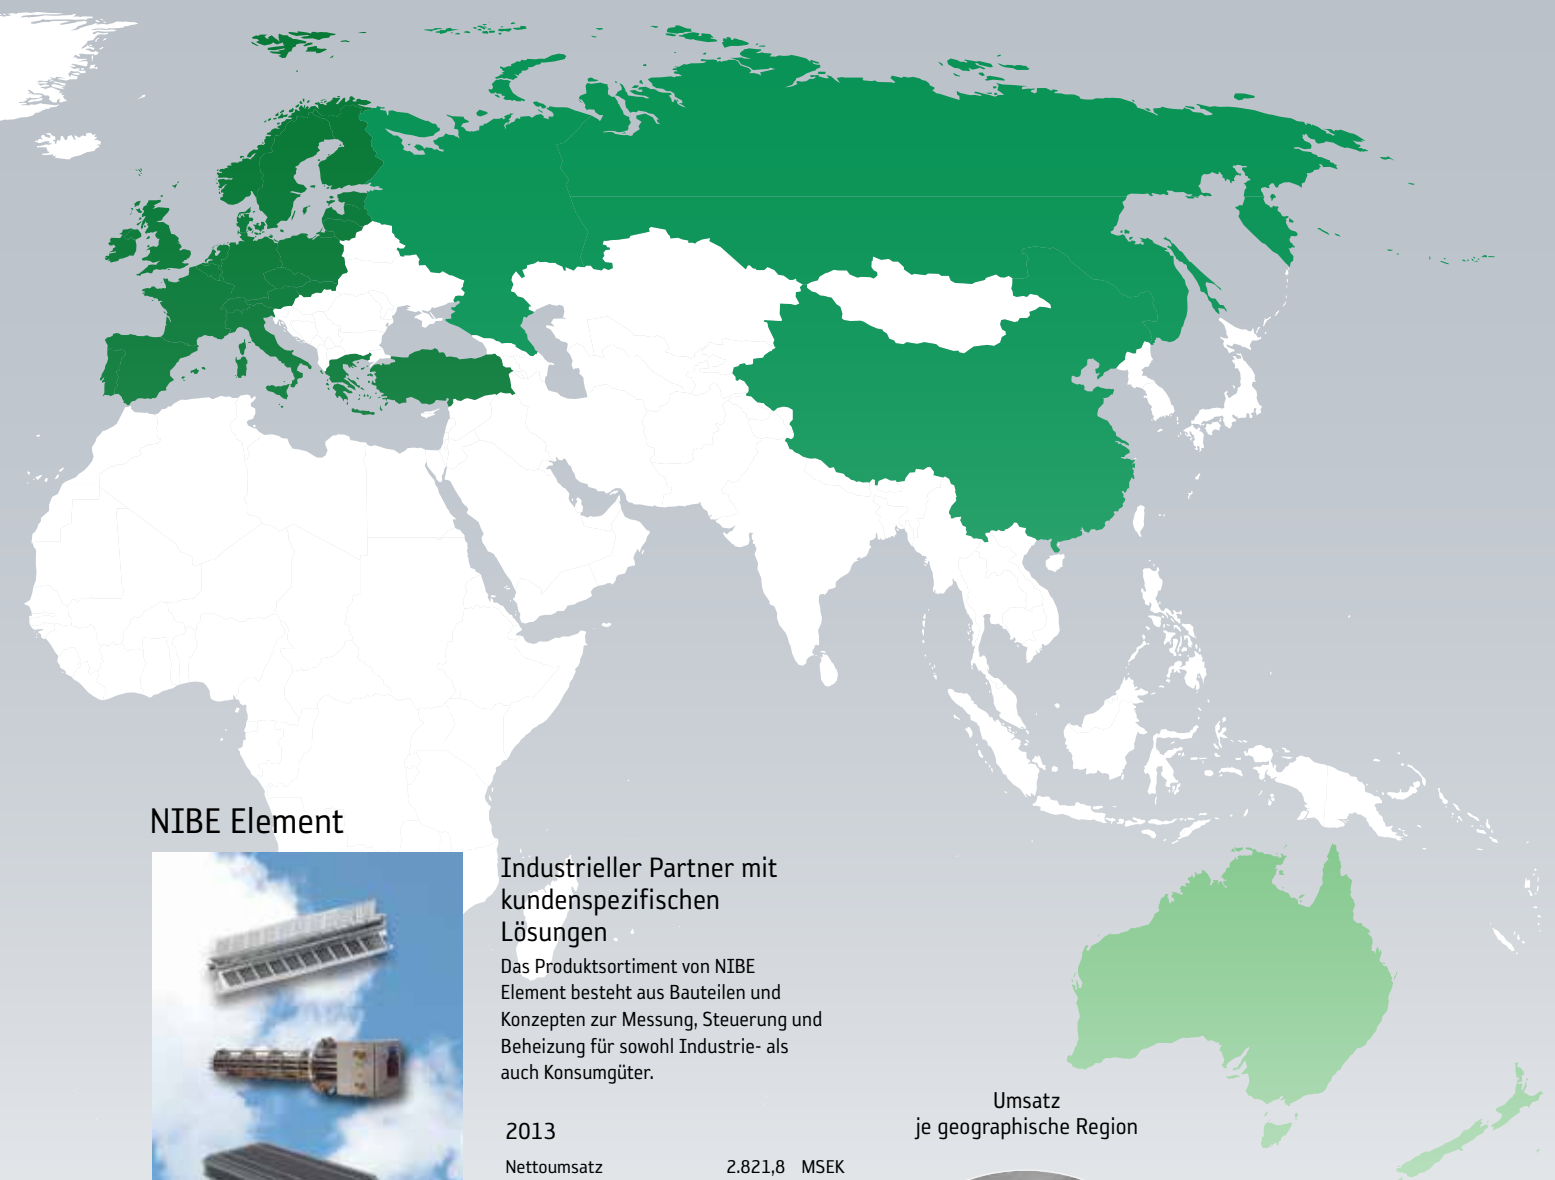 NIBE Element
Industrieller Partner mit
kundenspezifischen
Lösungen
Das Produktsortiment von NIBE
Element besteht aus Bauteilen und
Konzepten zur Messung, Steuerung und
Beheizung für sowohl Industrie- als
auch Konsumgüter.
2013
Nettoumsatz 2.821,8 MSEK
Umsatz
je geographische Region